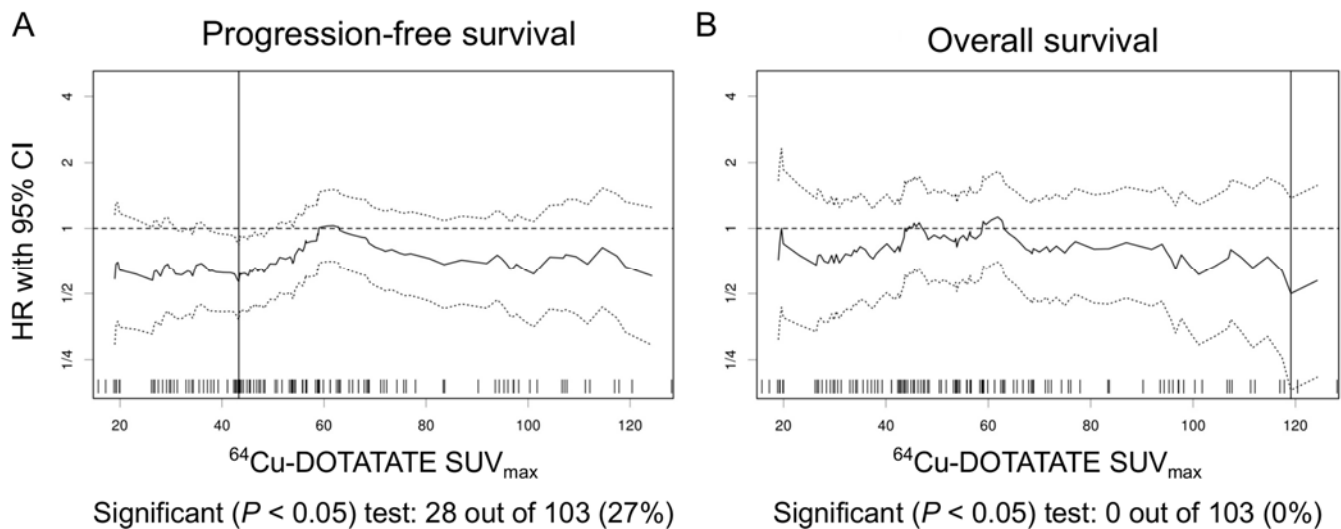 A
Progression-free survival
HR with 95% CI
4
2
1
1/2
1/4
20
40
60
80
100
120
⁶⁴Cu-DOTATATE SUVₘₐₓ
Significant (P < 0.05) test: 28 out of 103 (27%)
B
Overall survival
4
2
1
1/2
1/4
20
40
60
80
100
120
⁶⁴Cu-DOTATATE SUVₘₐₓ
Significant (P < 0.05) test: 0 out of 103 (0%)